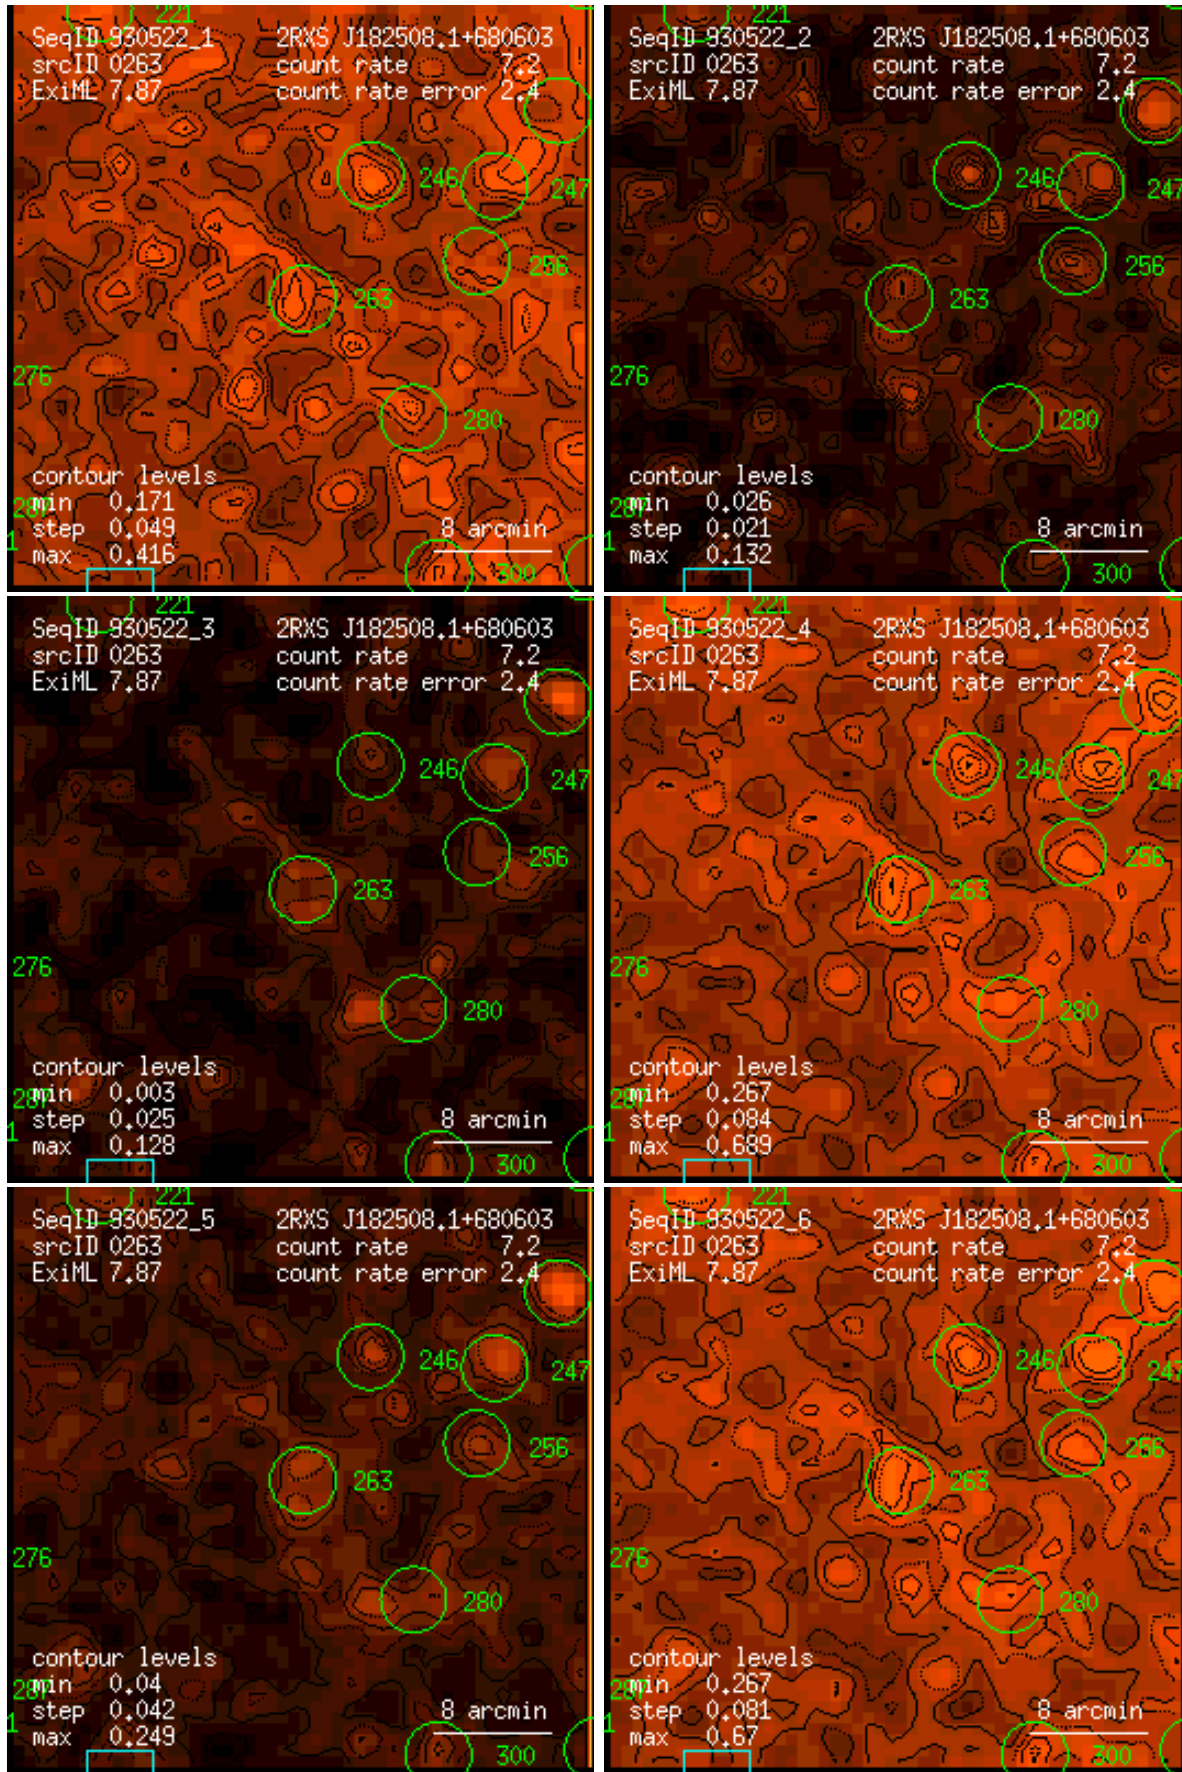 221
SeqID 930522_1 2RXS J182508.1+680603
srcID 0263 count rate 7.2
ExiML 7.87 count rate error 2.4
246
247
256
263
276
280
contour levels
min 0.171
step 0.049
max 0.416
287
1
8 arcmin
300
221
SeqID 930522_2 2RXS J182508.1+680603
srcID 0263 count rate 7.2
ExiML 7.87 count rate error 2.4
246
247
256
263
276
280
contour levels
min 0.026
step 0.021
max 0.132
287
1
8 arcmin
300
221
SeqID 930522_3 2RXS J182508.1+680603
srcID 0263 count rate 7.2
ExiML 7.87 count rate error 2.4
246
247
256
263
276
280
contour levels
min 0.003
step 0.025
max 0.128
287
1
8 arcmin
300
221
SeqID 930522_4 2RXS J182508.1+680603
srcID 0263 count rate 7.2
ExiML 7.87 count rate error 2.4
246
247
256
263
276
280
contour levels
min 0.267
step 0.084
max 0.689
287
1
8 arcmin
300
221
SeqID 930522_5 2RXS J182508.1+680603
srcID 0263 count rate 7.2
ExiML 7.87 count rate error 2.4
246
247
256
263
276
280
contour levels
min 0.04
step 0.042
max 0.249
287
1
8 arcmin
300
221
SeqID 930522_6 2RXS J182508.1+680603
srcID 0263 count rate 7.2
ExiML 7.87 count rate error 2.4
246
247
256
263
276
280
contour levels
min 0.267
step 0.081
max 0.67
287
1
8 arcmin
300